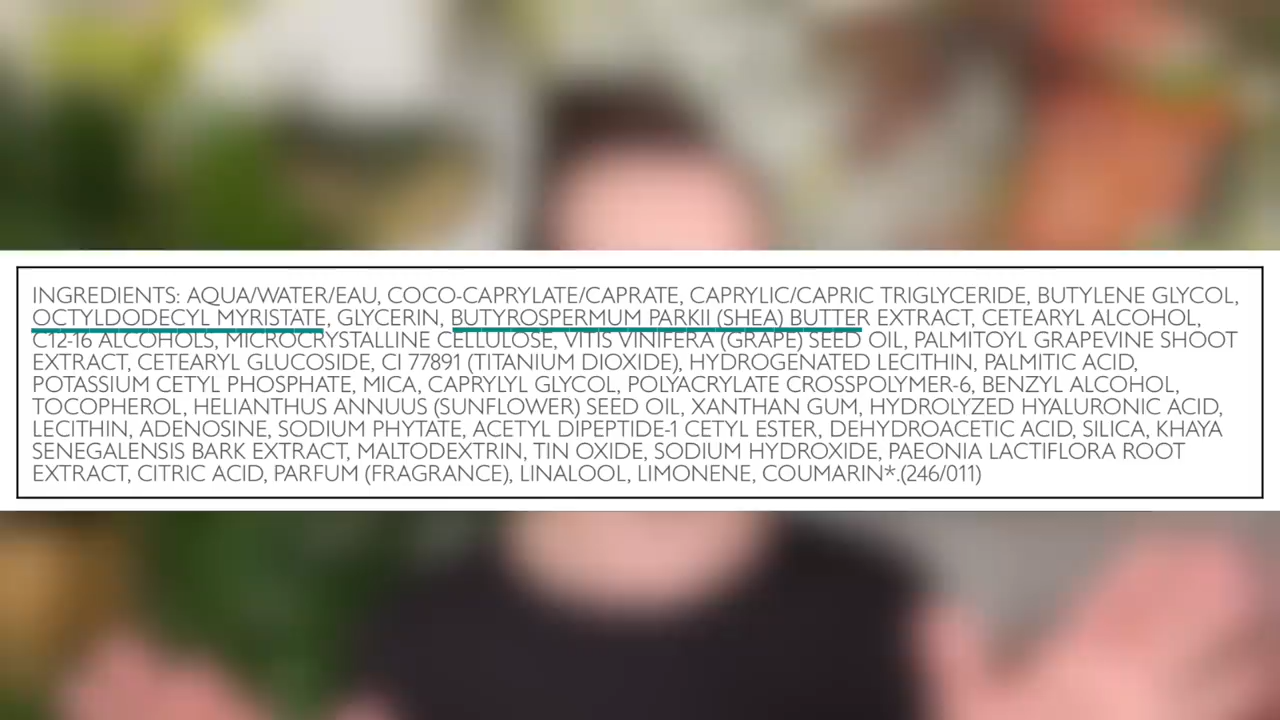 INGREDIENTS: AQUA/WATER/EAU, COCO-CAPRYLATE/CAPRATE, CAPRYLIC/CAPRIC TRIGLYCERIDE, BUTYLENE GLYCOL,
OCTYLDODECYL MYRISTATE, GLYCERIN, BUTYROSPERMUM PARKII (SHEA) BUTTER EXTRACT, CETEARYL ALCOHOL,
C12-16 ALCOHOLS, MICROCRYSTALLINE CELLULOSE, VITIS VINIFERA (GRAPE) SEED OIL, PALMITOYL GRAPEVINE SHOOT
EXTRACT, CETEARYL GLUCOSIDE, CI 77891 (TITANIUM DIOXIDE), HYDROGENATED LECITHIN, PALMITIC ACID,
POTASSIUM CETYL PHOSPHATE, MICA, CAPRYLYL GLYCOL, POLYACRYLATE CROSSPOLYMER-6, BENZYL ALCOHOL,
TOCOPHEROL, HELIANTHUS ANNUUS (SUNFLOWER) SEED OIL, XANTHAN GUM, HYDROLYZED HYALURONIC ACID,
LECITHIN, ADENOSINE, SODIUM PHYTATE, ACETYL DIPEPTIDE-1 CETYL ESTER, DEHYDROACETIC ACID, SILICA, KHAYA
SENEGALENSIS BARK EXTRACT, MALTODEXTRIN, TIN OXIDE, SODIUM HYDROXIDE, PAEONIA LACTIFLORA ROOT
EXTRACT, CITRIC ACID, PARFUM (FRAGRANCE), LINALOOL, LIMONENE, COUMARIN*.(246/011)